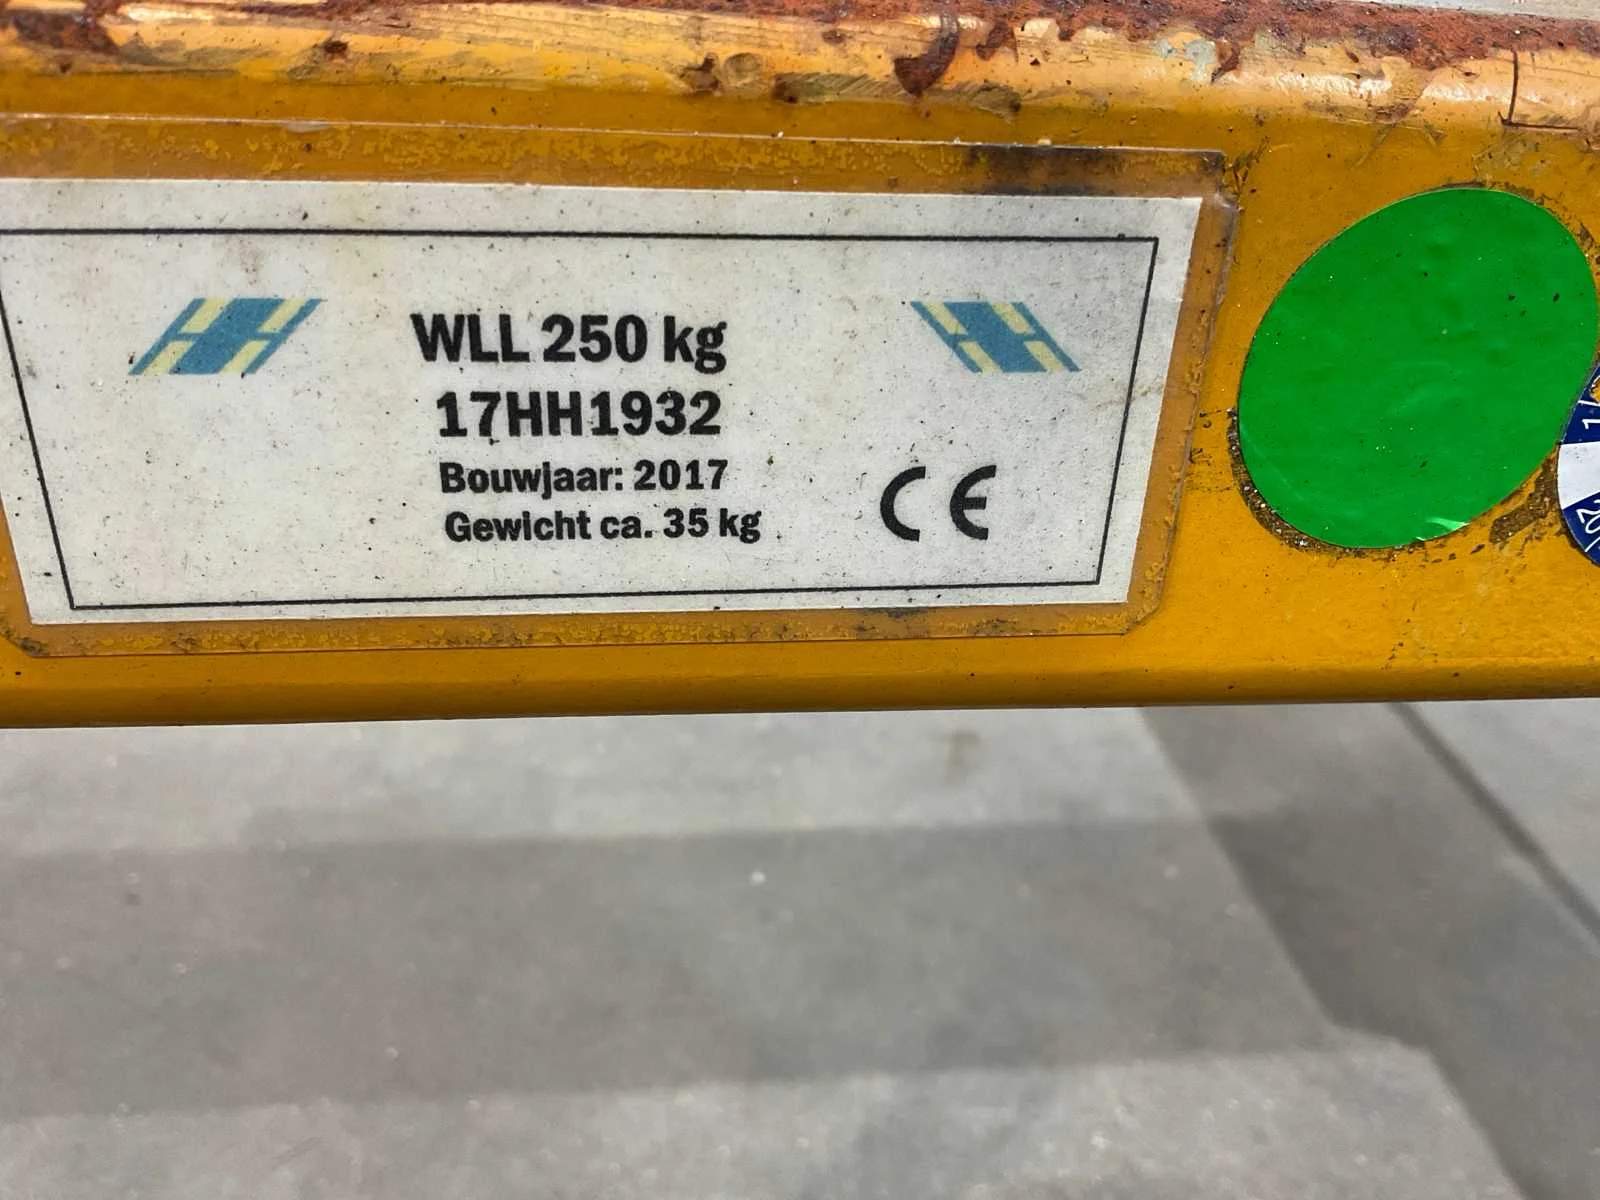 WLL 250 kg
17HH1932
Bouwjaar: 2017
Gewicht ca. 35 kg
CE